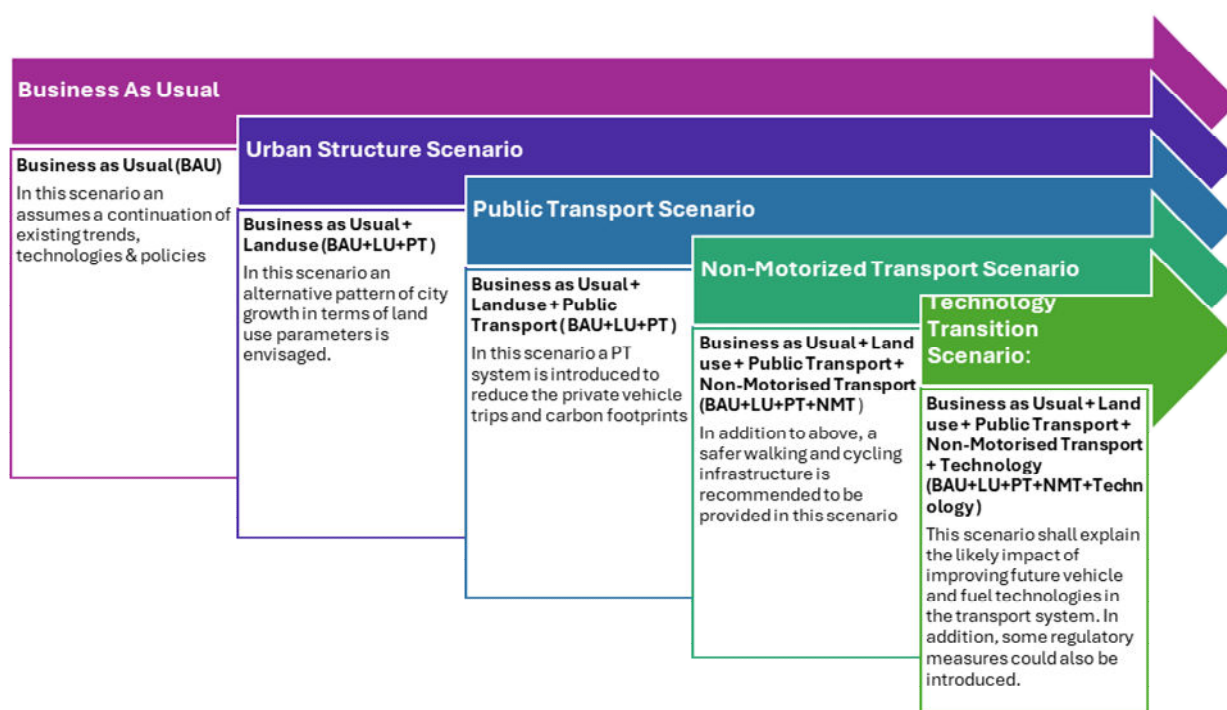 Business As Usual
Business as Usual (BAU)
In this scenario an
assumes a continuation of
existing trends,
technologies & policies
Urban Structure Scenario
Business as Usual +
Landuse (BAU+LU+PT)
In this scenario an
alternative pattern of city
growth in terms of land
use parameters is
envisaged.
Public Transport Scenario
Business as Usual +
Landuse + Public
Transport ( BAU+LU+PT)
In this scenario a PT
system is introduced to
reduce the private vehicle
trips and carbon footprints
Non-Motorized Transport Scenario
Business as Usual + Land
use + Public Transport +
Non-Motorised Transport
(BAU+LU+PT+NMT)
In addition to above, a
safer walking and cycling
infrastructure is
recommended to be
provided in this scenario
Technology
Transition
Scenario:
Business as Usual + Land
use + Public Transport +
Non-Motorised Transport
+ Technology
(BAU+LU+PT+NMT+Techn
ology)
This scenario shall explain
the likely impact of
improving future vehicle
and fuel technologies in
the transport system. In
addition, some regulatory
measures could also be
introduced.